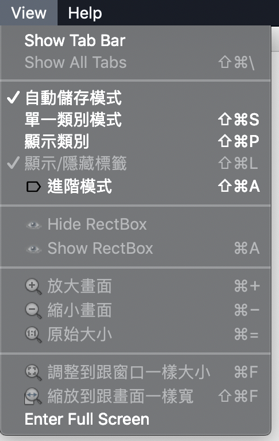 View Help
Show Tab Bar
Show All Tabs ⇧⌘\
✓ 自動儲存模式
單一類別模式 ⇧⌘S
顯示類別 ⇧⌘P
✓ 顯示/隱藏標籤 ⇧⌘L
進階模式 ⇧⌘A
Hide RectBox
Show RectBox ⌘A
放大畫面 ⌘+
縮小畫面 ⌘−
原始大小 ⌘=
調整到跟窗口一樣大小 ⌘F
縮放到跟畫面一樣寬 ⇧⌘F
Enter Full Screen